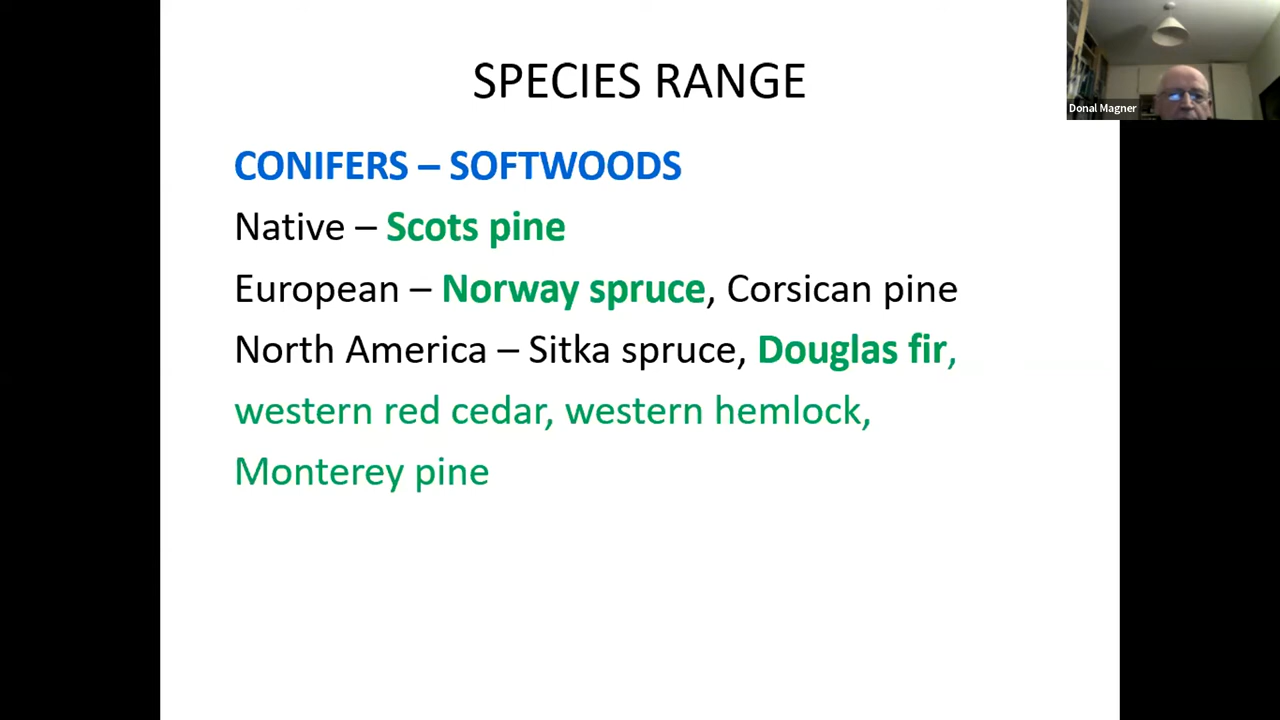 SPECIES RANGE
Donal Magner
CONIFERS – SOFTWOODS
Native – Scots pine
European – Norway spruce, Corsican pine
North America – Sitka spruce, Douglas fir,
western red cedar, western hemlock,
Monterey pine